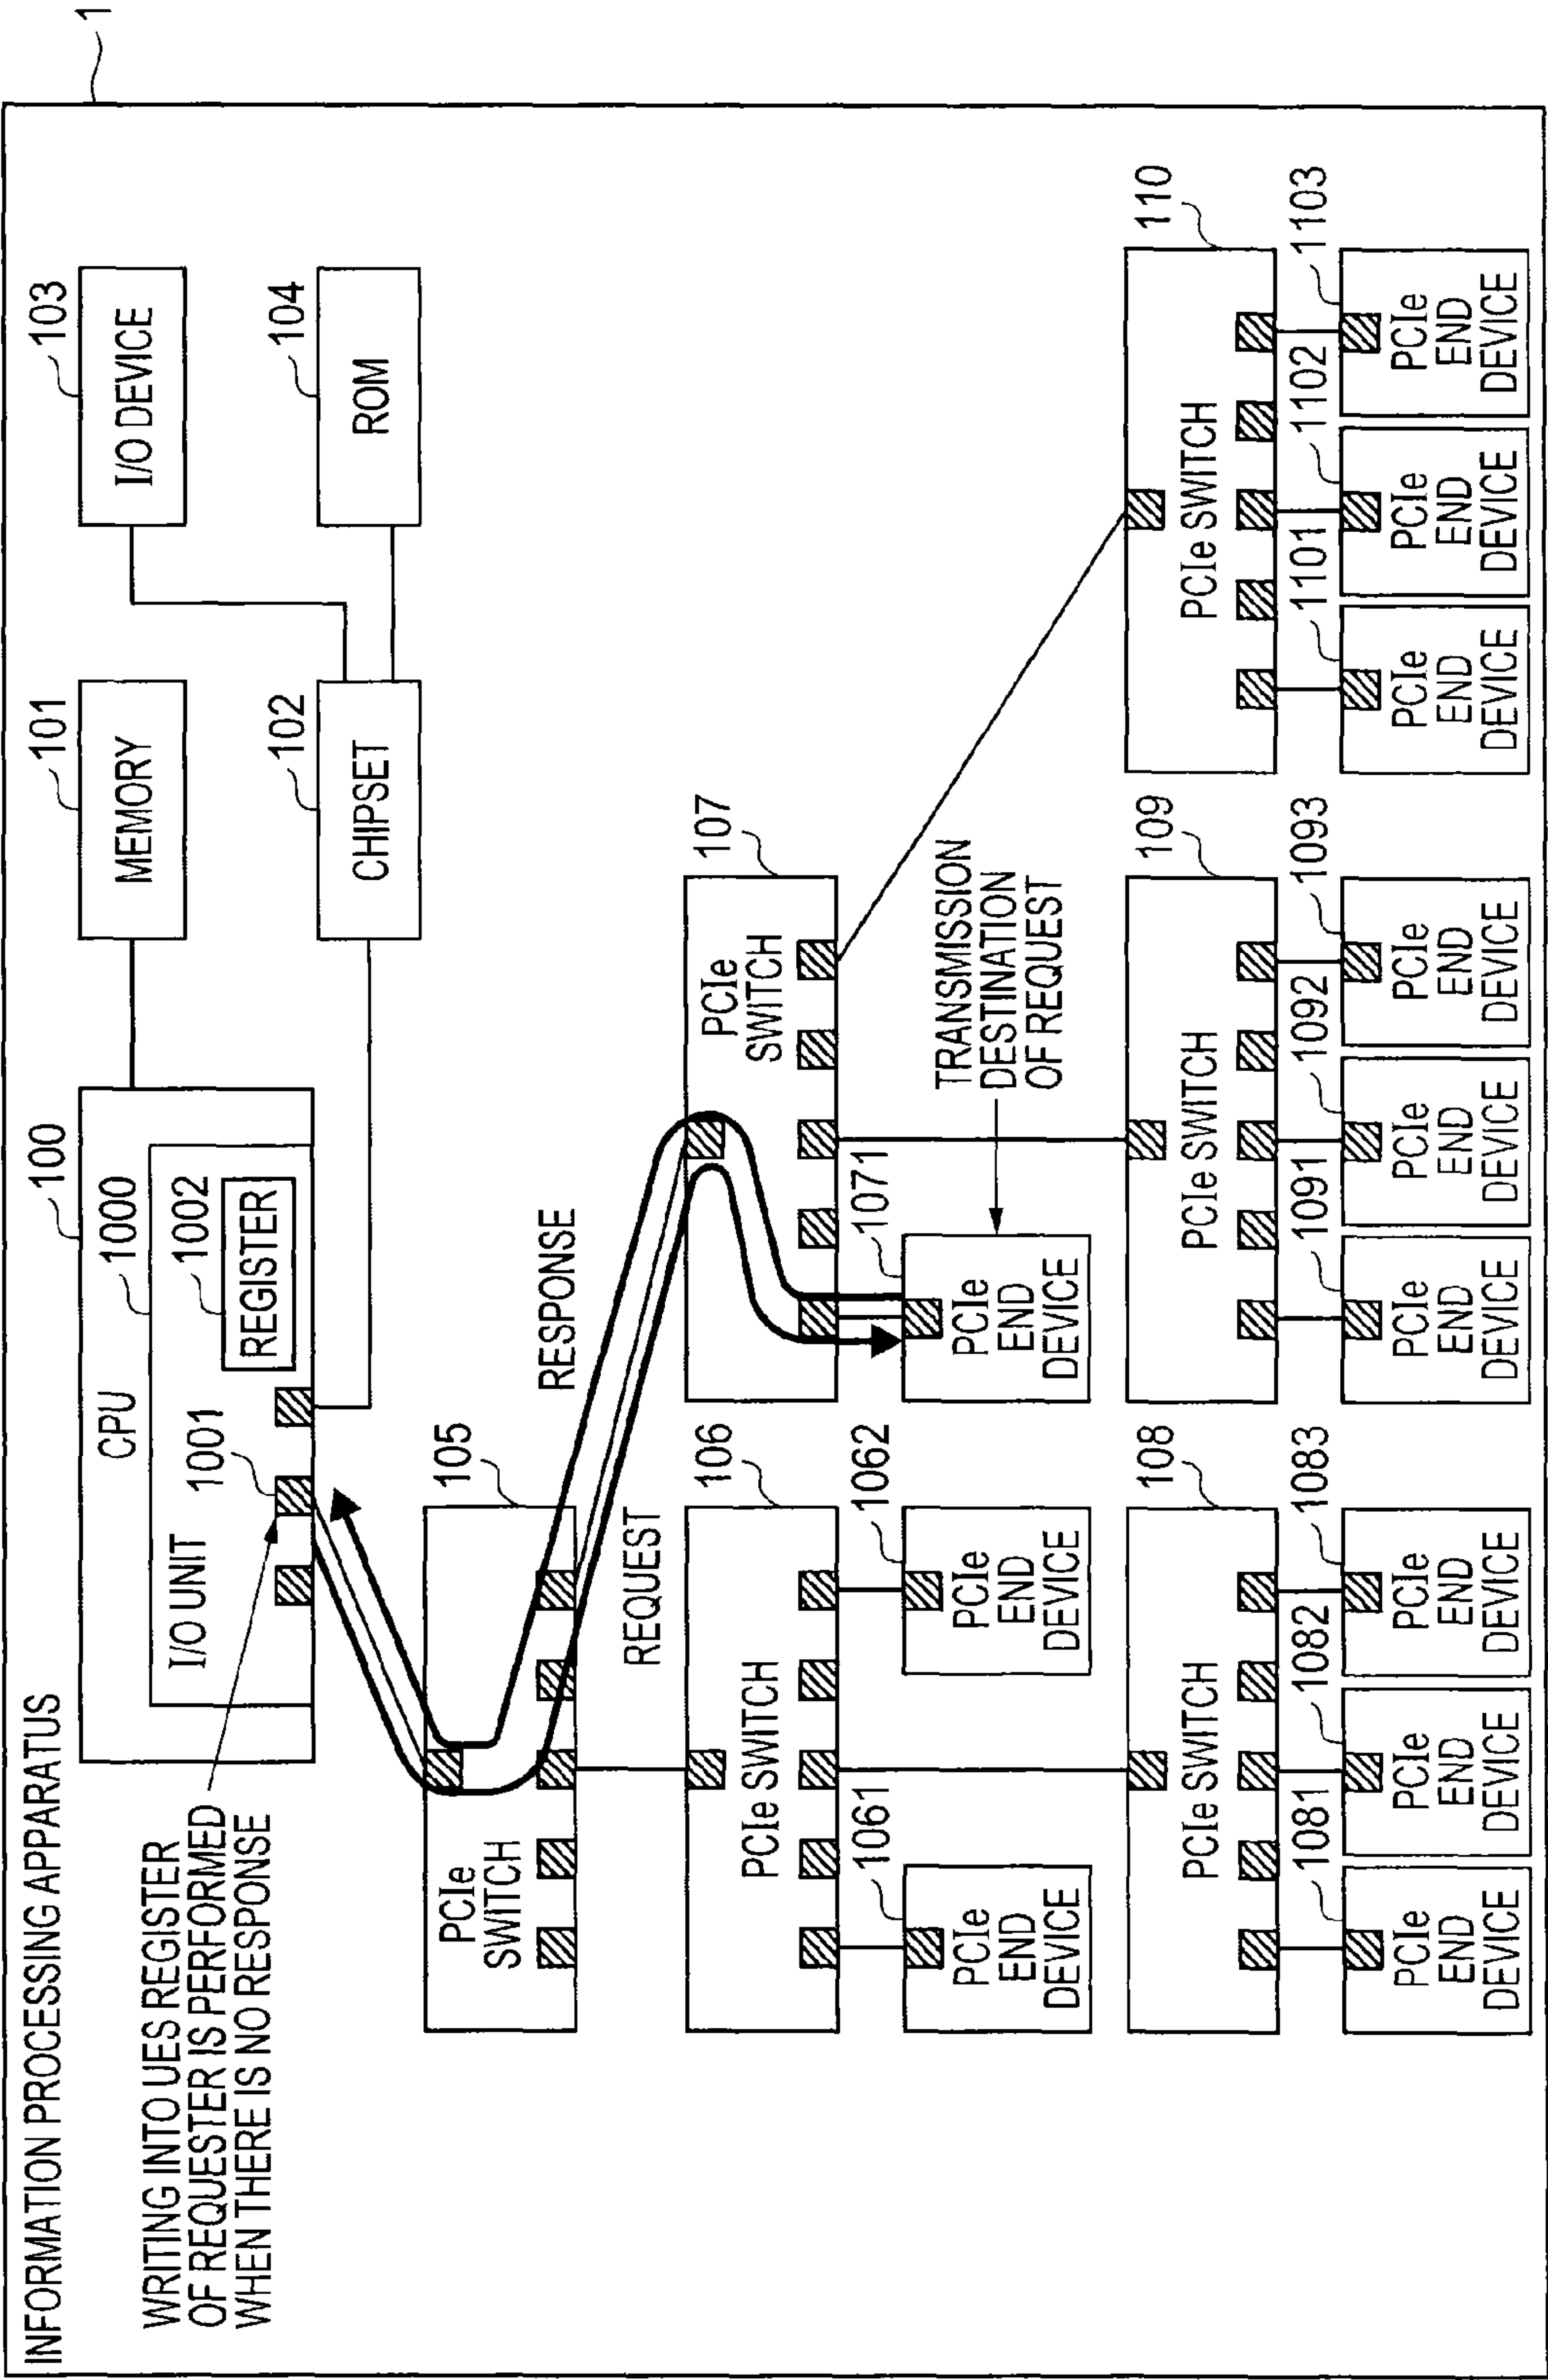 INFORMATION PROCESSING APPARATUS
1
WRITING INTO UES REGISTER
OF REQUESTER IS PERFORMED
WHEN THERE IS NO RESPONSE
100
CPU
1000
I/O UNIT
1001
1002
REGISTER
101
MEMORY
103
I/O DEVICE
102
CHIPSET
104
ROM
105
PCIe
SWITCH
RESPONSE
REQUEST
106
PCIe SWITCH
107
PCIe
SWITCH
1061
PCIe
END
DEVICE
1062
PCIe
END
DEVICE
1071
PCIe
END
DEVICE
TRANSMISSION
DESTINATION
OF REQUEST
108
PCIe SWITCH
109
PCIe SWITCH
110
PCIe SWITCH
1081
PCIe
END
DEVICE
1082
PCIe
END
DEVICE
1083
PCIe
END
DEVICE
1091
PCIe
END
DEVICE
1092
PCIe
END
DEVICE
1093
PCIe
END
DEVICE
1101
PCIe
END
DEVICE
1102
PCIe
END
DEVICE
1103
PCIe
END
DEVICE